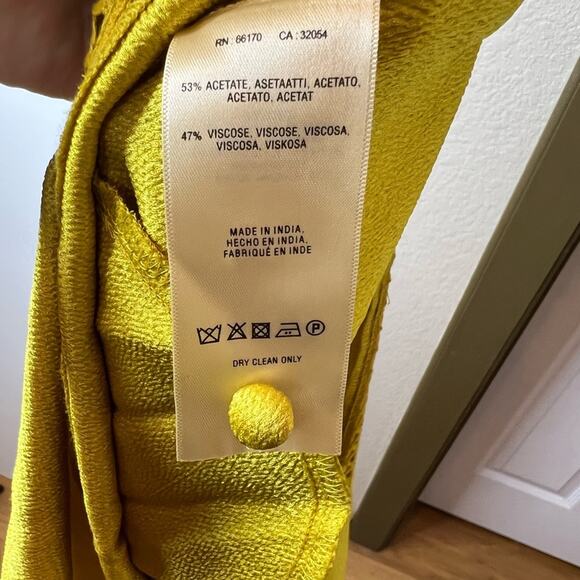 RN : 66170 CA : 32054
53% ACETATE, ASETAATTI, ACETATO,
ACETATO, ACETAT
47% VISCOSE, VISCOSE, VISCOSA,
VISCOSA, VISKOSA
MADE IN INDIA,
HECHO EN INDIA,
FABRIQUÉ EN INDE
P
DRY CLEAN ONLY